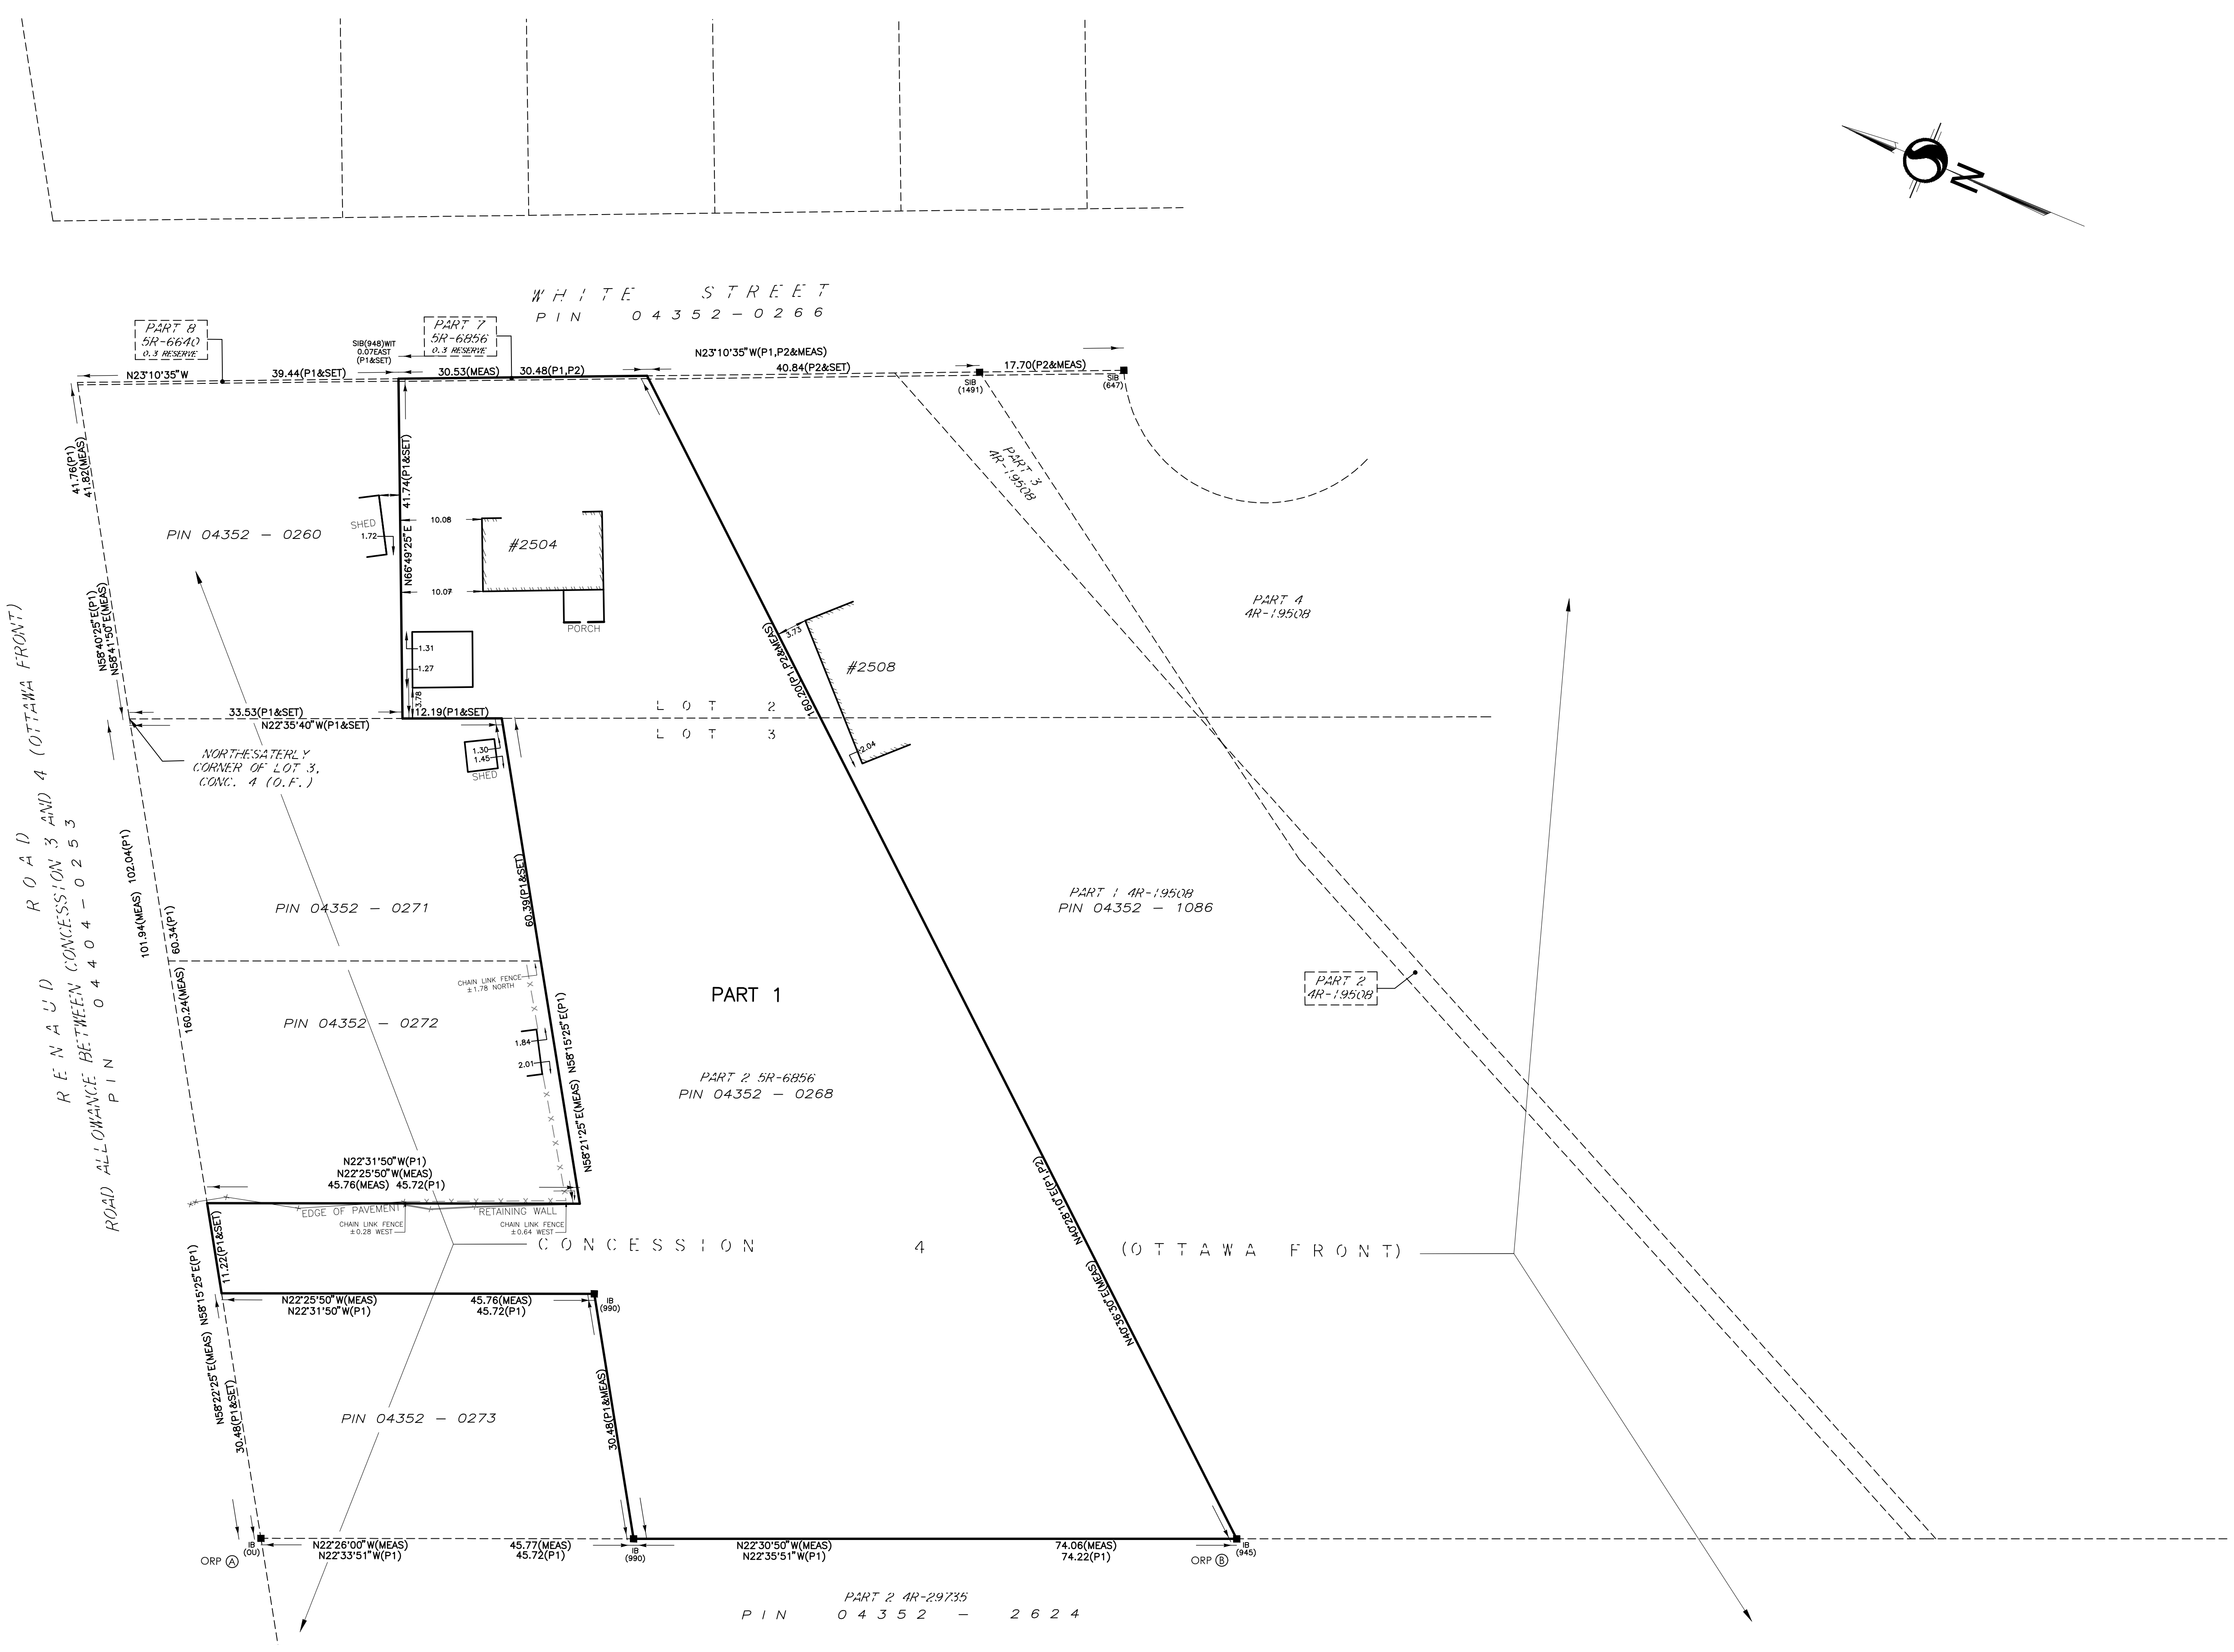 N
WHITE STREET
PIN 04352-0266
PART 8
5R-6640
0.3 RESERVE
SIB(948)WIT
0.07EAST
(P1&SET)
PART 7
5R-6856
0.3 RESERVE
N23°10'35"W(P1,P2&MEAS)
N23°10'35"W
39.44(P1&SET)
30.53(MEAS) 30.48(P1,P2)
40.84(P2&SET)
17.70(P2&MEAS)
SIB
(1491)
SIB
(647)
41.76(P1)
41.82(MEAS)
41.74(P1&SET)
N66°49'25"E
PART 3
4R-19508
SHED
1.72
PIN 04352 - 0260
10.08
#2504
10.07
PORCH
PART 4
4R-19508
N58°40'25"E(P1)
N58°41'50"E(MEAS)
1.31
1.27
3.78
3.73
#2508
160.20(P1,P2&MEAS)
2.04
33.53(P1&SET)
12.19(P1&SET)
N22°35'40"W(P1&SET)
LOT 2
LOT 3
NORTHESATERLY
CORNER OF LOT 3,
CONC. 4 (O.F.)
1.30
1.45
SHED
RENAUD ROAD
ROAD ALLOWANCE BETWEEN CONCESSION 3 AND 4 (OTTAWA FRONT)
PIN 04404-0253
101.94(MEAS) 102.04(P1)
60.34(P1)
160.24(MEAS)
60.39(P1&SET)
PIN 04352 - 0271
PART 1 4R-19508
PIN 04352 - 1086
CHAIN LINK FENCE
±1.78 NORTH
PART 1
PART 2
4R-19508
PIN 04352 - 0272
1.84
2.01
N58°21'25"E(MEAS) N58°15'25"E(P1)
PART 2 5R-6856
PIN 04352 - 0268
N22°31'50"W(P1)
N22°25'50"W(MEAS)
45.76(MEAS) 45.72(P1)
N40°28'10"E(P1,P2)
N40°36'30"E(MEAS)
EDGE OF PAVEMENT
RETAINING WALL
CHAIN LINK FENCE
±0.28 WEST
CHAIN LINK FENCE
±0.64 WEST
CONCESSION 4 (OTTAWA FRONT)
11.22(P1&SET)
N58°22'25"E(MEAS) N58°15'25"E(P1)
N22°25'50"W(MEAS)
N22°31'50"W(P1)
45.76(MEAS)
45.72(P1)
IB
(990)
30.48(P1&SET)
30.48(P1&MEAS)
PIN 04352 - 0273
ORP A
IB
(OU)
N22°26'00"W(MEAS)
N22°33'51"W(P1)
45.77(MEAS)
45.72(P1)
IB
(990)
N22°30'50"W(MEAS)
N22°35'51"W(P1)
74.06(MEAS)
74.22(P1)
ORP B
IB
(945)
PART 2 4R-29735
PIN 04352 - 2624